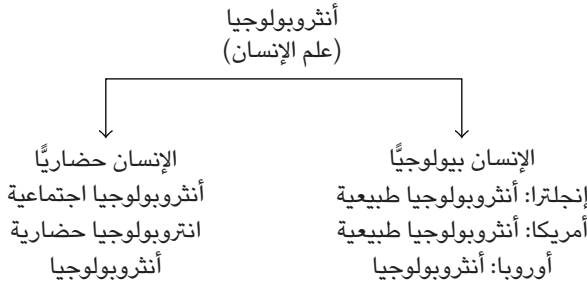 أنثروبولوجيا
(علم الإنسان)
الإنسان بيولوجيًّا
إنجلترا: أنثروبولوجيا طبيعية
أمريكا: أنثروبولوجيا طبيعية
أوروبا: أنثروبولوجيا
الإنسان حضاريًّا
أنثروبولوجيا اجتماعية
انتروبولوجيا حضارية
أنثروبولوجيا